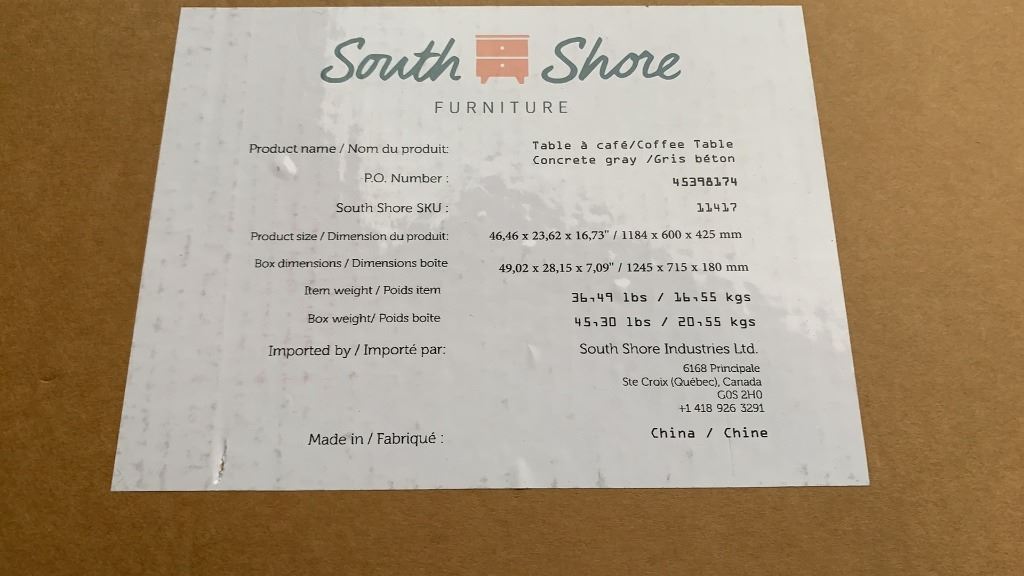 South Shore
FURNITURE
Product name / Nom du produit: Table à café/Coffee Table
Concrete gray /Gris béton
P.O. Number : 45398174
South Shore SKU : 11417
Product size / Dimension du produit: 46,46 x 23,62 x 16,73" / 1184 x 600 x 425 mm
Box dimensions / Dimensions boîte 49,02 x 28,15 x 7,09" / 1245 x 715 x 180 mm
Item weight / Poids item 36,49 lbs / 16,55 kgs
Box weight/ Poids boîte 45,30 lbs / 20,55 kgs
Imported by / Importé par: South Shore Industries Ltd.
6168 Principale
Ste Croix (Québec), Canada
G0S 2H0
+1 418 926 3291
Made in / Fabriqué : China / Chine